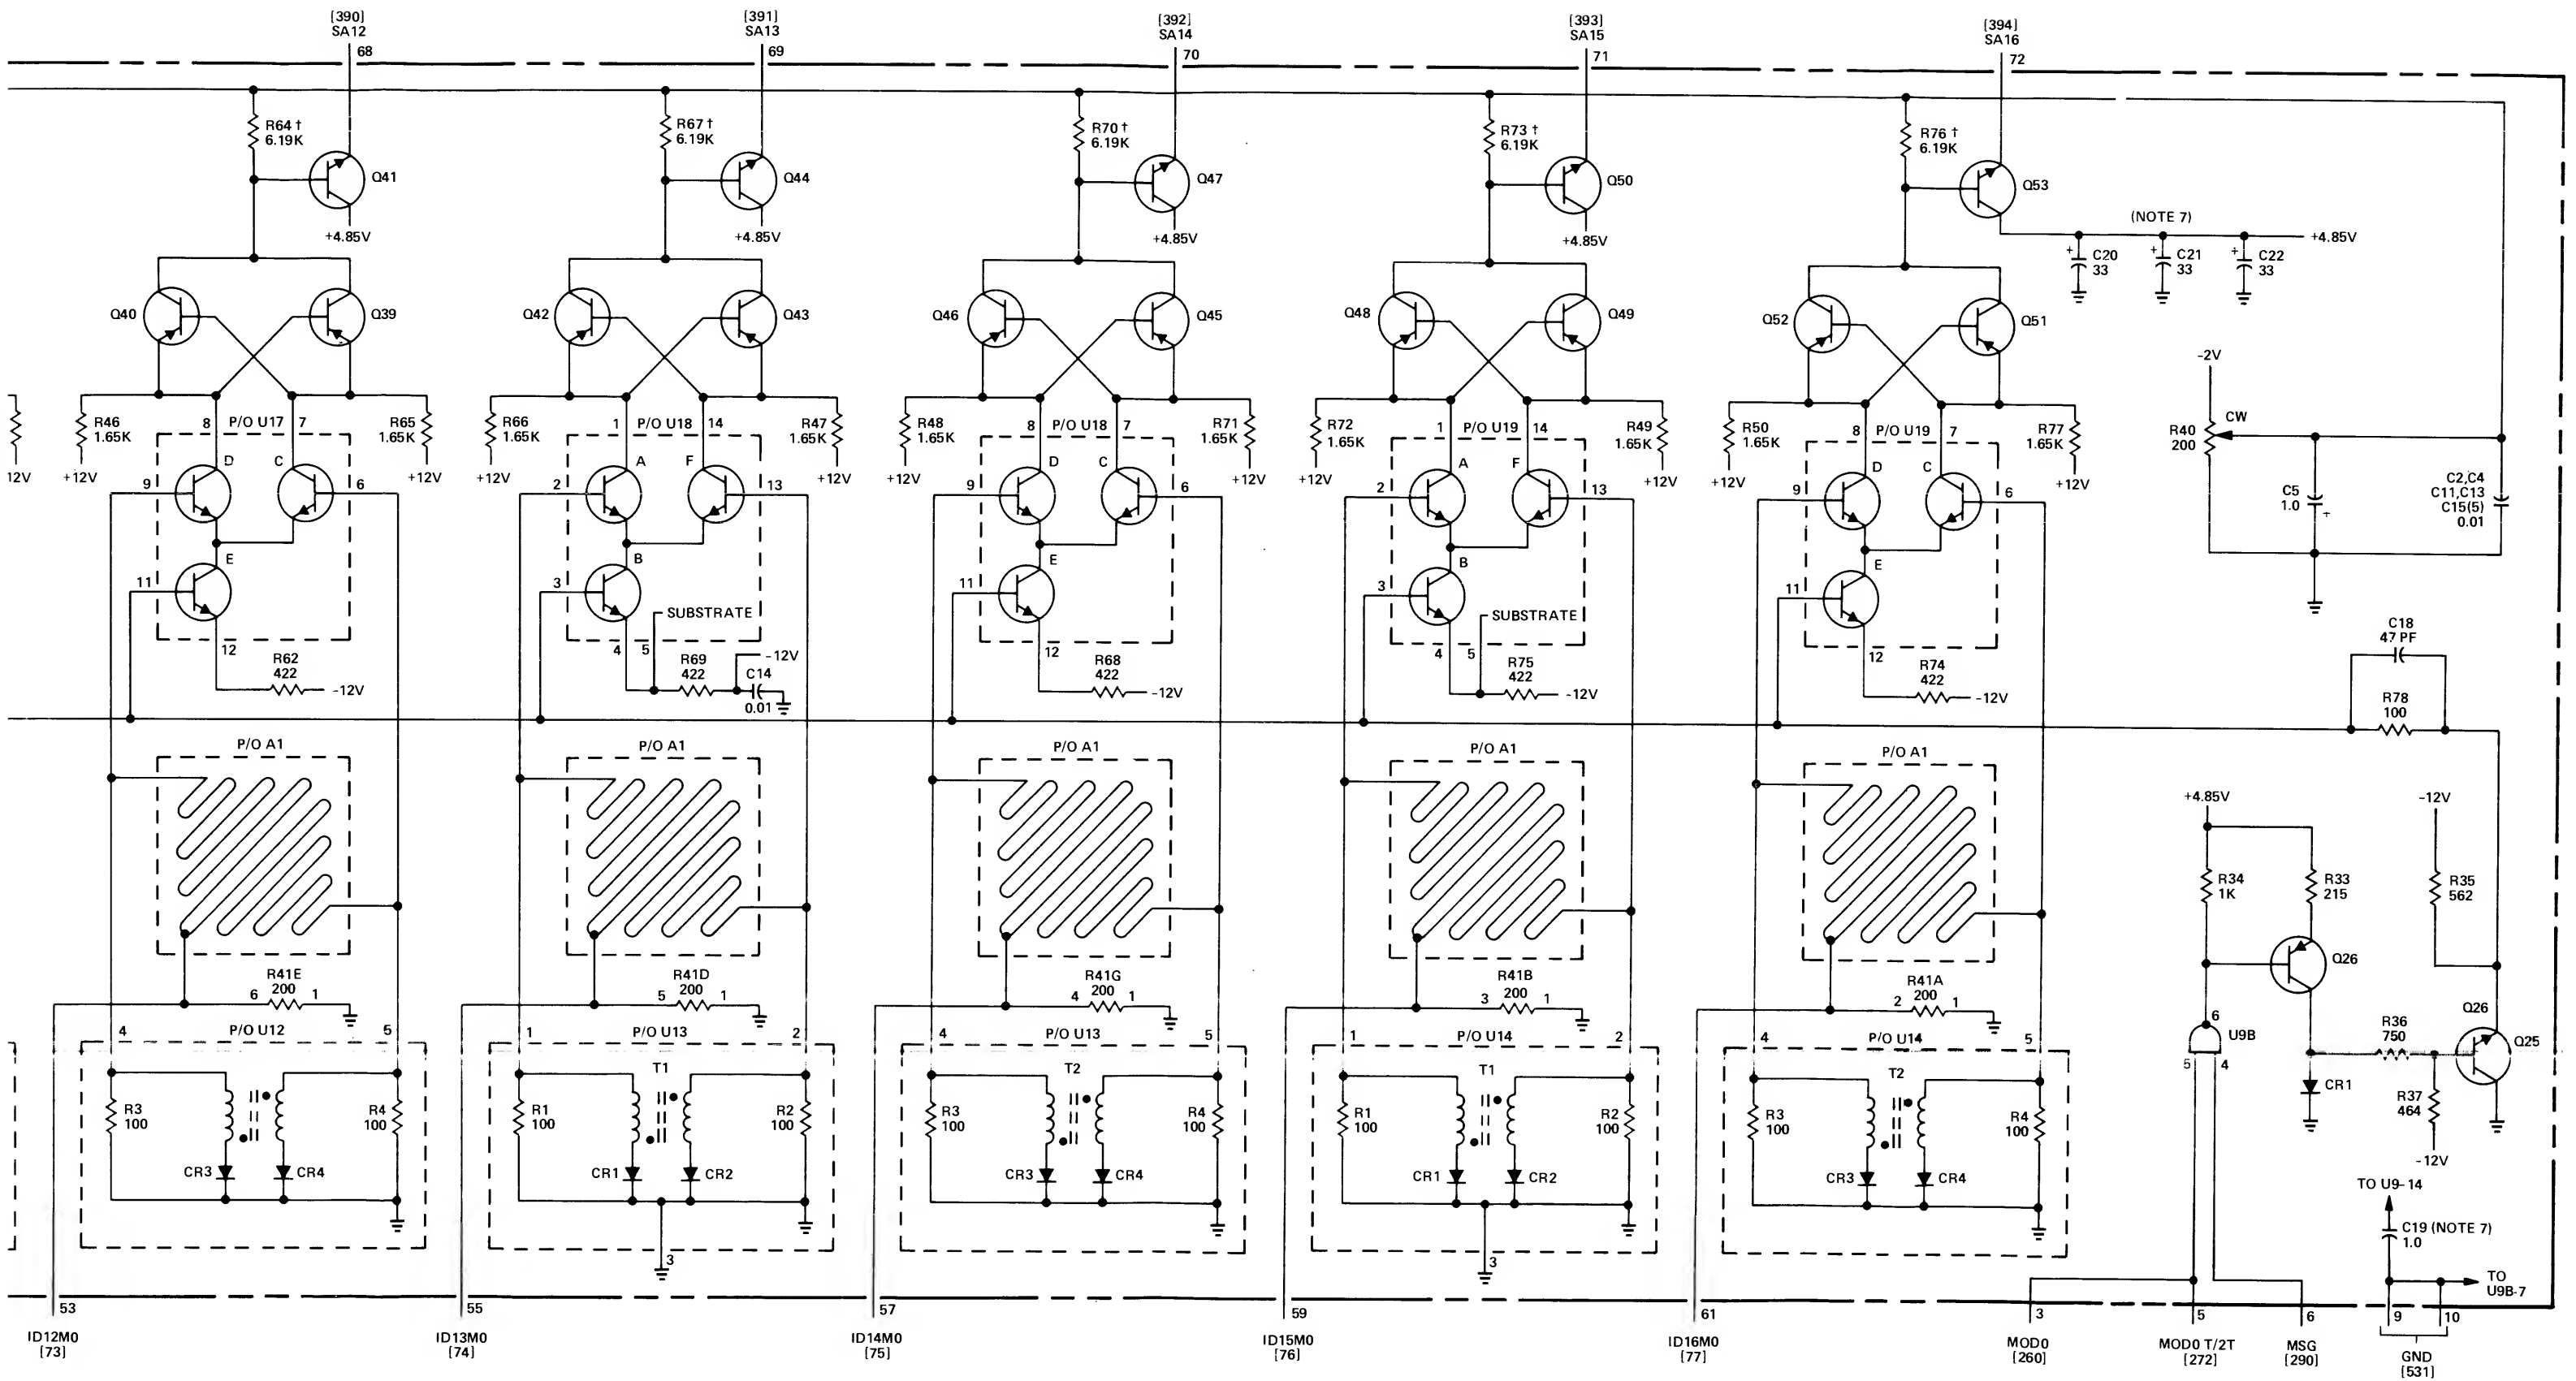 [390]
SA12
68
[391]
SA13
69
[392]
SA14
70
[393]
SA15
71
[394]
SA16
72
R64 †
6.19K
Q41
+4.85V
R67 †
6.19K
Q44
+4.85V
R70 †
6.19K
Q47
+4.85V
R73 †
6.19K
Q50
+4.85V
R76 †
6.19K
Q53
(NOTE 7)
+
C20
33
+
C21
33
+
C22
33
+4.85V
Q40
Q39
Q42
Q43
Q46
Q45
Q48
Q49
Q52
Q51
12V
R46
1.65K
+12V
8
P/O U17
7
R65
1.65K
+12V
D
C
9
6
E
11
12
R62
422
-12V
R66
1.65K
+12V
1
P/O U18
14
R47
1.65K
+12V
A
F
2
13
B
3
SUBSTRATE
4
5
R69
422
-12V
C14
0.01
R48
1.65K
+12V
8
P/O U18
7
R71
1.65K
+12V
D
C
9
6
E
11
12
R68
422
-12V
R72
1.65K
+12V
1
P/O U19
14
R49
1.65K
+12V
A
F
2
13
B
3
SUBSTRATE
4
5
R75
422
-12V
R50
1.65K
+12V
8
P/O U19
7
R77
1.65K
+12V
D
C
9
6
E
11
12
R74
422
-12V
-2V
CW
R40
200
C5
1.0
+
C2,C4
C11,C13
C15(5)
0.01
C18
47 PF
R78
100
P/O A1
P/O A1
P/O A1
P/O A1
P/O A1
R41E
6 200 1
R41D
5 200 1
R41G
4 200 1
R41B
3 200 1
R41A
2 200 1
4
P/O U12
5
R3
100
R4
100
CR3
CR4
1
P/O U13
2
T1
R1
100
R2
100
CR1
CR2
3
4
P/O U13
5
T2
R3
100
R4
100
CR3
CR4
1
P/O U14
2
T1
R1
100
R2
100
CR1
CR2
3
4
P/O U14
5
T2
R3
100
R4
100
CR3
CR4
+4.85V
R34
1K
R33
215
-12V
R35
562
Q26
6
U9B
5
4
R36
750
Q26
Q25
CR1
R37
464
-12V
TO U9-14
C19 (NOTE 7)
1.0
TO
U9B-7
53
ID12M0
[73]
55
ID13M0
[74]
57
ID14M0
[75]
59
ID15M0
[76]
61
ID16M0
[77]
3
MOD0
[260]
5
MOD0 T/2T
[272]
6
MSG
[290]
9
10
GND
[531]